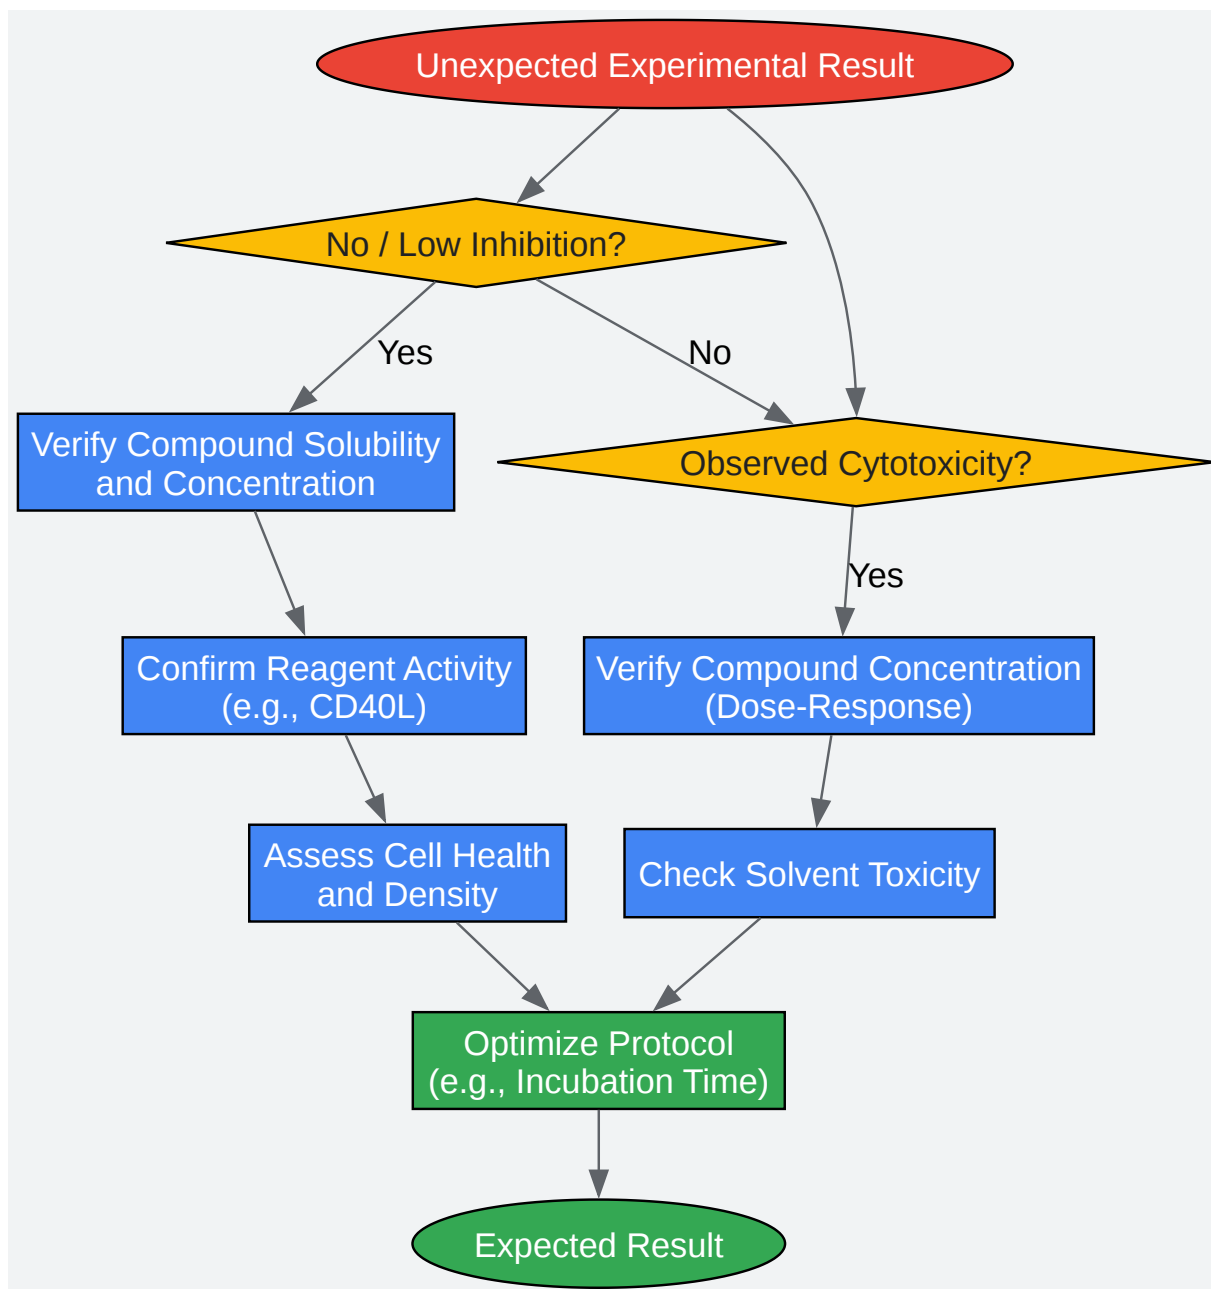 Unexpected Experimental Result
No / Low Inhibition?
Yes
No
Verify Compound Solubility
and Concentration
Observed Cytotoxicity?
Yes
Confirm Reagent Activity
(e.g., CD40L)
Verify Compound Concentration
(Dose-Response)
Assess Cell Health
and Density
Check Solvent Toxicity
Optimize Protocol
(e.g., Incubation Time)
Expected Result